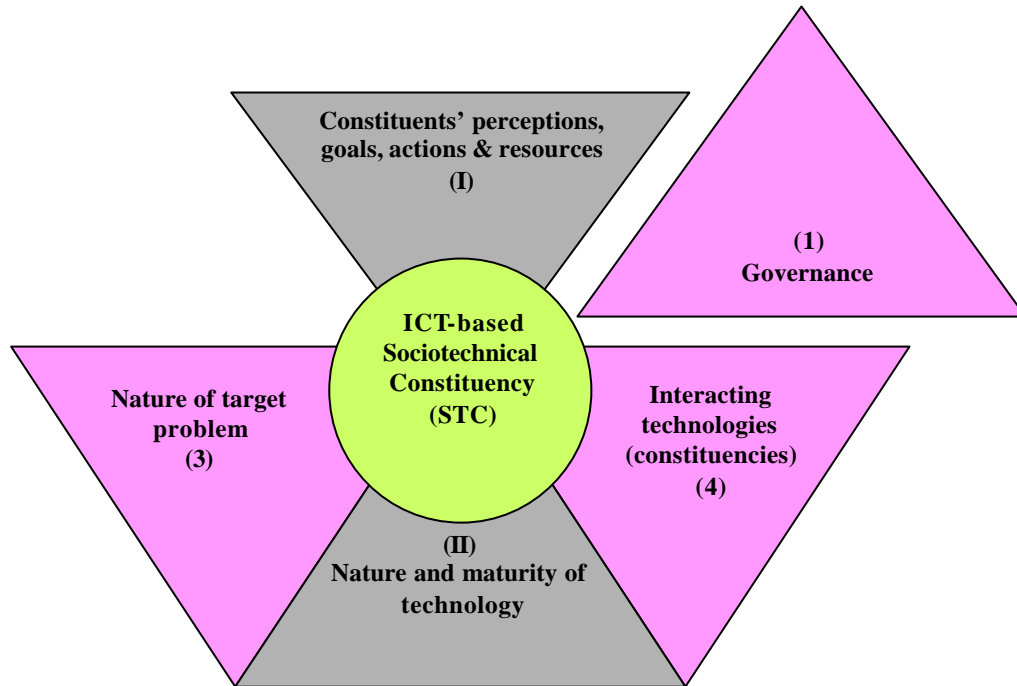 Constituents’ perceptions,
goals, actions & resources
(I)
(1)
Governance
ICT-based
Sociotechnical
Constituency
(STC)
Nature of target
problem
(3)
Interacting
technologies
(constituencies)
(4)
(II)
Nature and maturity of
technology